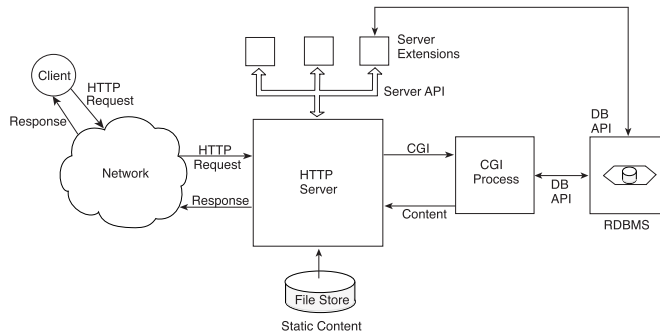 Server
Extensions
Server API
Client
HTTP
Request
Response
Network
HTTP
Request
Response
HTTP
Server
CGI
Content
CGI
Process
DB
API
DB
API
RDBMS
File Store
Static Content